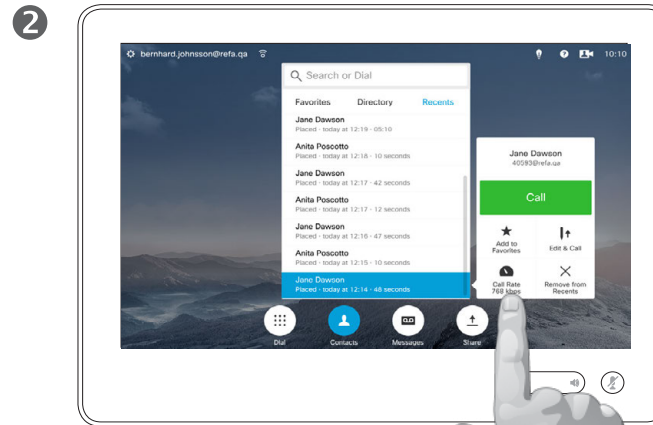 2
bernhard.johnsson@refa.qa
10:10
Search or Dial
Favorites Directory Recents
Jane Dawson
Placed - today at 12:19 - 05:10
Anita Poscotto
Placed - today at 12:18 - 10 seconds
Jane Dawson
Placed - today at 12:17 - 42 seconds
Anita Poscotto
Placed - today at 12:17 - 12 seconds
Jane Dawson
Placed - today at 12:16 - 47 seconds
Anita Poscotto
Placed - today at 12:15 - 10 seconds
Jane Dawson
Placed - today at 12:14 - 48 seconds
Jane Dawson
40593@refa.qa
Call
Add to
Favorites
Edit & Call
Call Rate
768 kbps
Remove from
Recents
Dial Contacts Messages Share